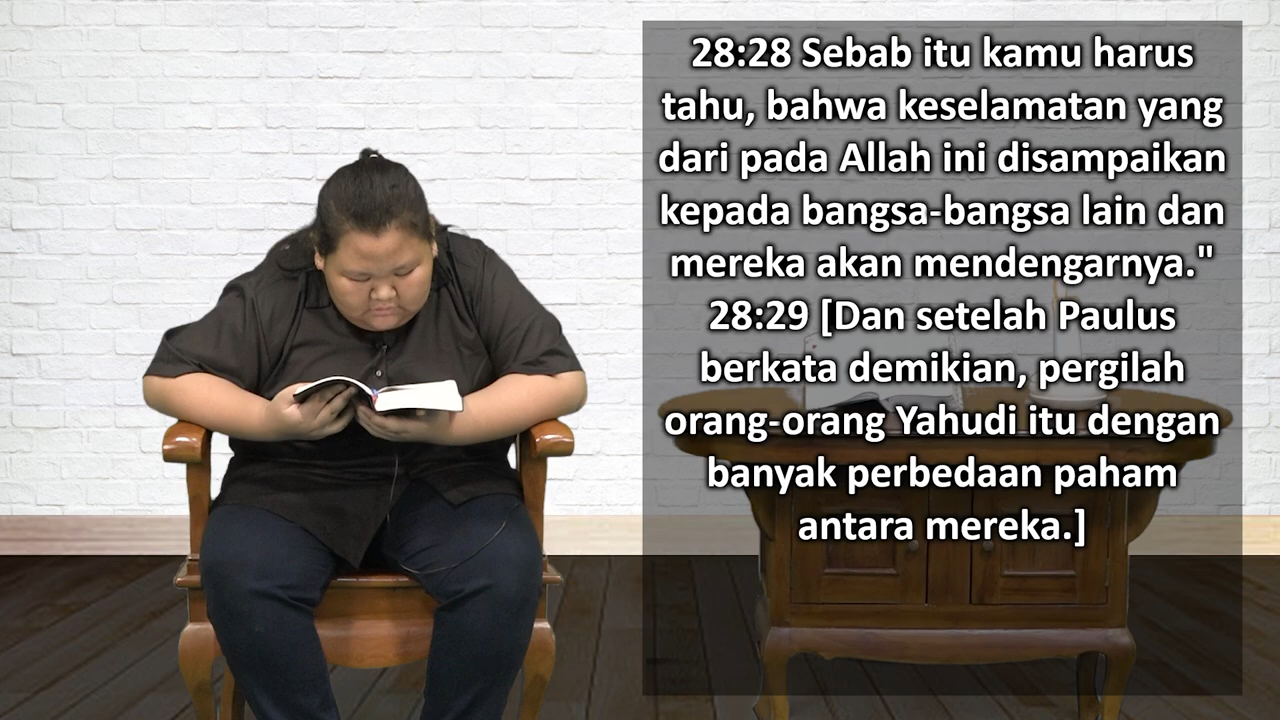 28:28 Sebab itu kamu harus
tahu, bahwa keselamatan yang
dari pada Allah ini disampaikan
kepada bangsa-bangsa lain dan
mereka akan mendengarnya."
28:29 [Dan setelah Paulus
berkata demikian, pergilah
orang-orang Yahudi itu dengan
banyak perbedaan paham
antara mereka.]